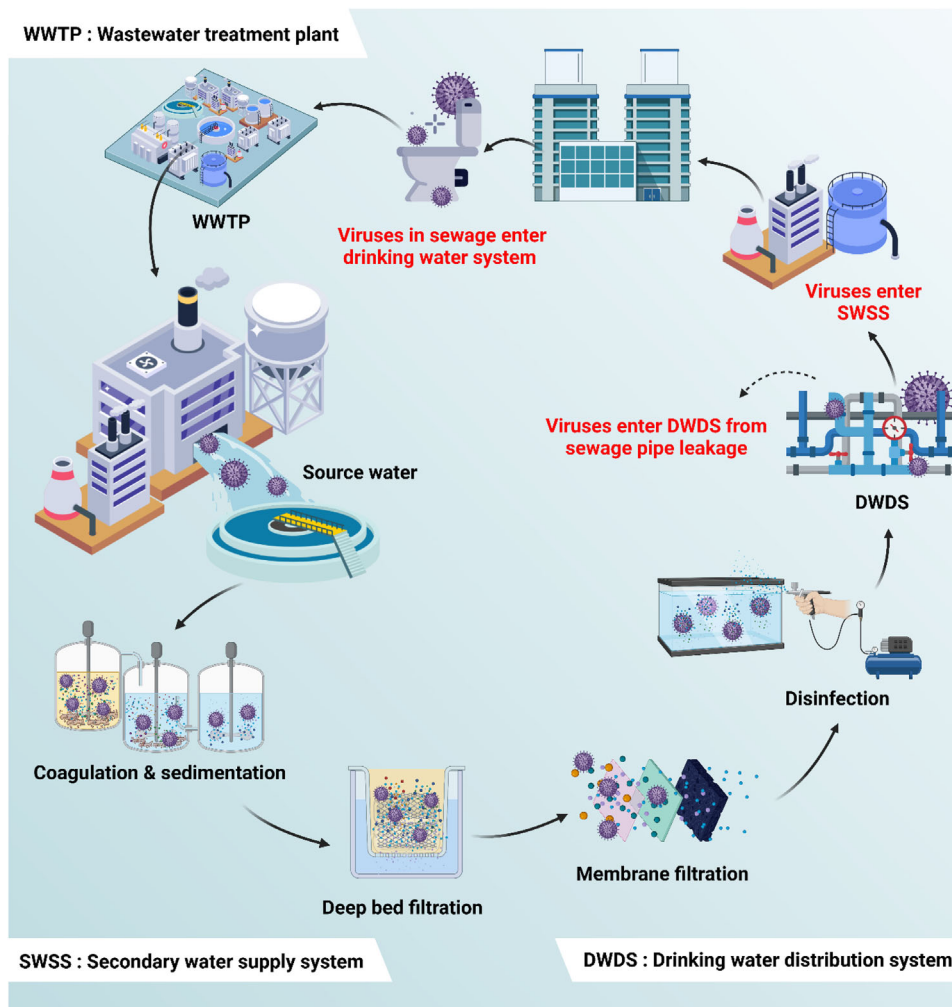 WWTP : Wastewater treatment plant
WWTP
Viruses in sewage enter
drinking water system
Viruses enter
SWSS
Viruses enter DWDS from
sewage pipe leakage
DWDS
Source water
Disinfection
Coagulation & sedimentation
Membrane filtration
Deep bed filtration
SWSS : Secondary water supply system
DWDS : Drinking water distribution system